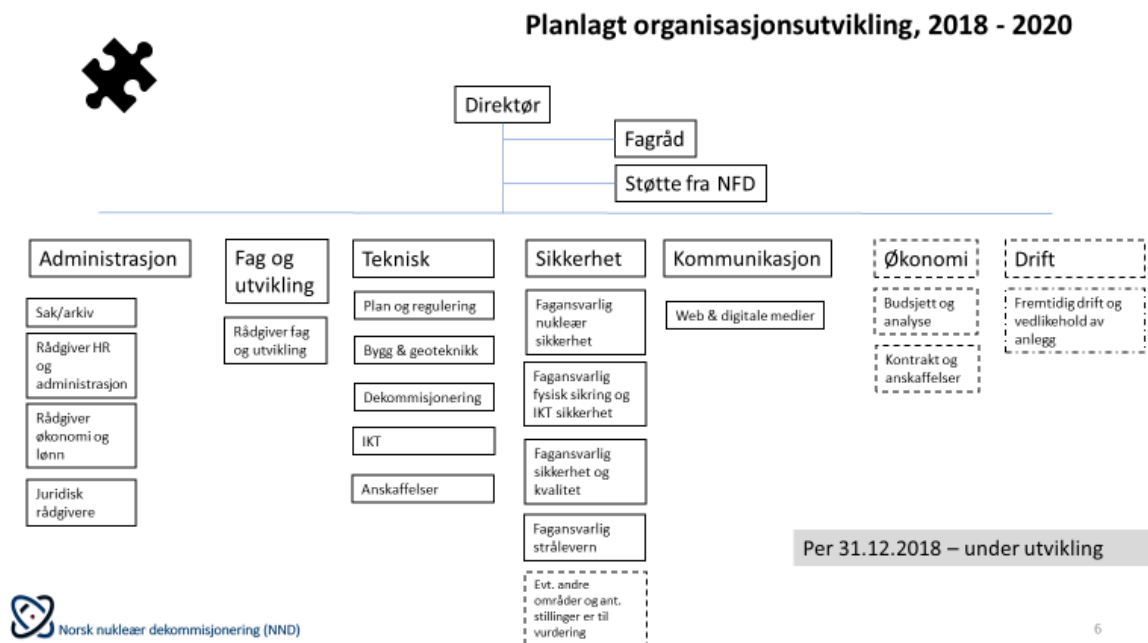 Planlagt organisasjonsutvikling, 2018 - 2020
Direktør
Fagråd
Støtte fra NFD
Administrasjon
Sak/arkiv
Rådgiver HR
og
administrasjon
Rådgiver
økonomi og
lønn
Juridisk
rådgivere
Fag og
utvikling
Rådgiver fag
og utvikling
Teknisk
Plan og regulering
Bygg & geoteknikk
Dekommisjonering
IKT
Anskaffelser
Sikkerhet
Fagansvarlig
nukleær
sikkerhet
Fagansvarlig
fysisk sikring og
IKT sikkerhet
Fagansvarlig
sikkerhet og
kvalitet
Fagansvarlig
strålevern
Evt. andre
områder og ant.
stillinger er til
vurdering
Kommunikasjon
Web & digitale medier
Økonomi
Budsjett og
analyse
Kontrakt og
anskaffelser
Drift
Fremtidig drift og
vedlikehold av
anlegg
Per 31.12.2018 – under utvikling
Norsk nukleær dekommisjonering (NND)
6